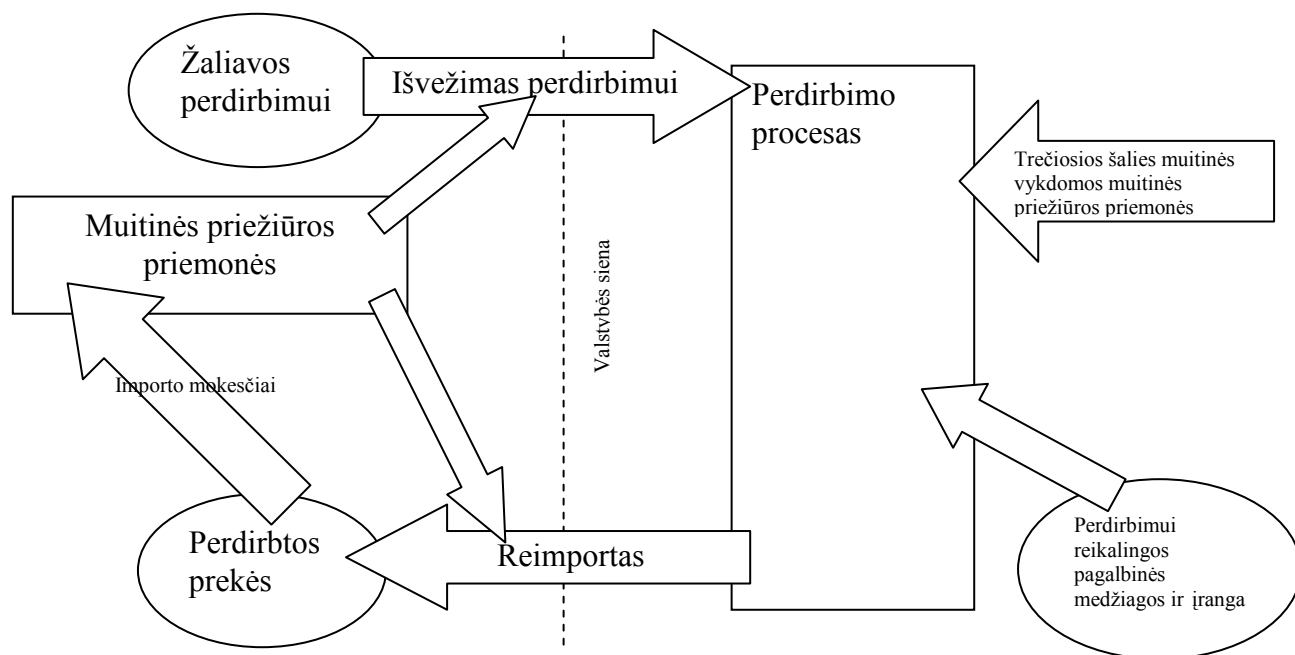 Žaliavos
perdirbimui
Išvežimas perdirbimui
Perdirbimo
procesas
Trečiosios šalies muitinės
vykdomos muitinės
priežiūros priemonės
Muitinės priežiūros
priemonės
Valstybės siena
Importo mokesčiai
Perdirbtos
prekės
Reimportas
Perdirbimui
reikalingos
pagalbinės
medžiagos ir įranga